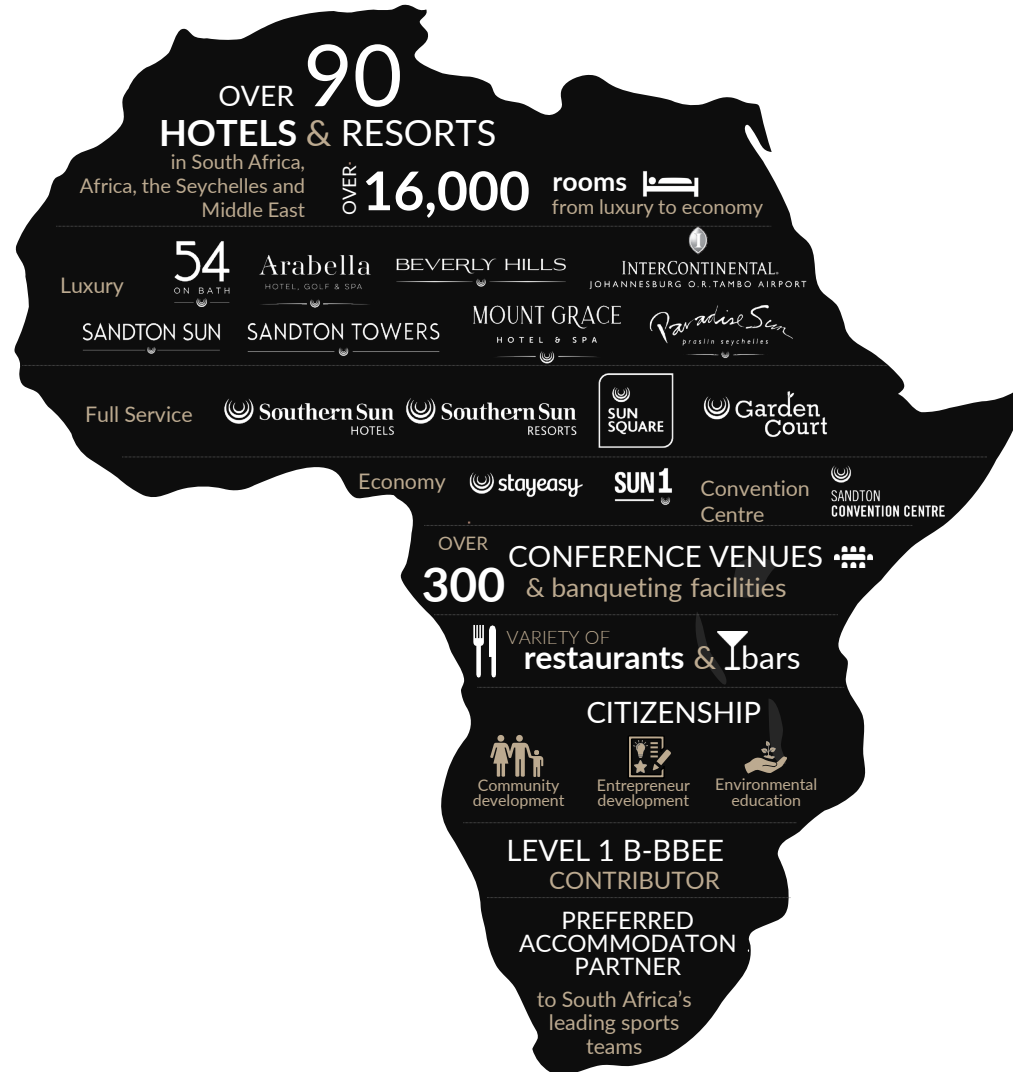 OVER 90
HOTELS & RESORTS
in South Africa,
Africa, the Seychelles and
Middle East
OVER 16,000 rooms
from luxury to economy
Luxury
54
ON BATH
Arabella
HOTEL, GOLF & SPA
BEVERLY HILLS
I
INTERCONTINENTAL.
JOHANNESBURG O.R.TAMBO AIRPORT
SANDTON SUN
SANDTON TOWERS
MOUNT GRACE
HOTEL & SPA
Paradise Sun
praslin seychelles
Full Service
Southern Sun
HOTELS
Southern Sun
RESORTS
SUN
SQUARE
Garden
Court
Economy
stayeasy
SUN1
Convention
Centre
SANDTON
CONVENTION CENTRE
OVER
300
CONFERENCE VENUES
& banqueting facilities
VARIETY OF
restaurants & bars
CITIZENSHIP
Community
development
Entrepreneur
development
Environmental
education
LEVEL 1 B-BBEE
CONTRIBUTOR
PREFERRED
ACCOMMODATON
PARTNER
to South Africa's
leading sports
teams